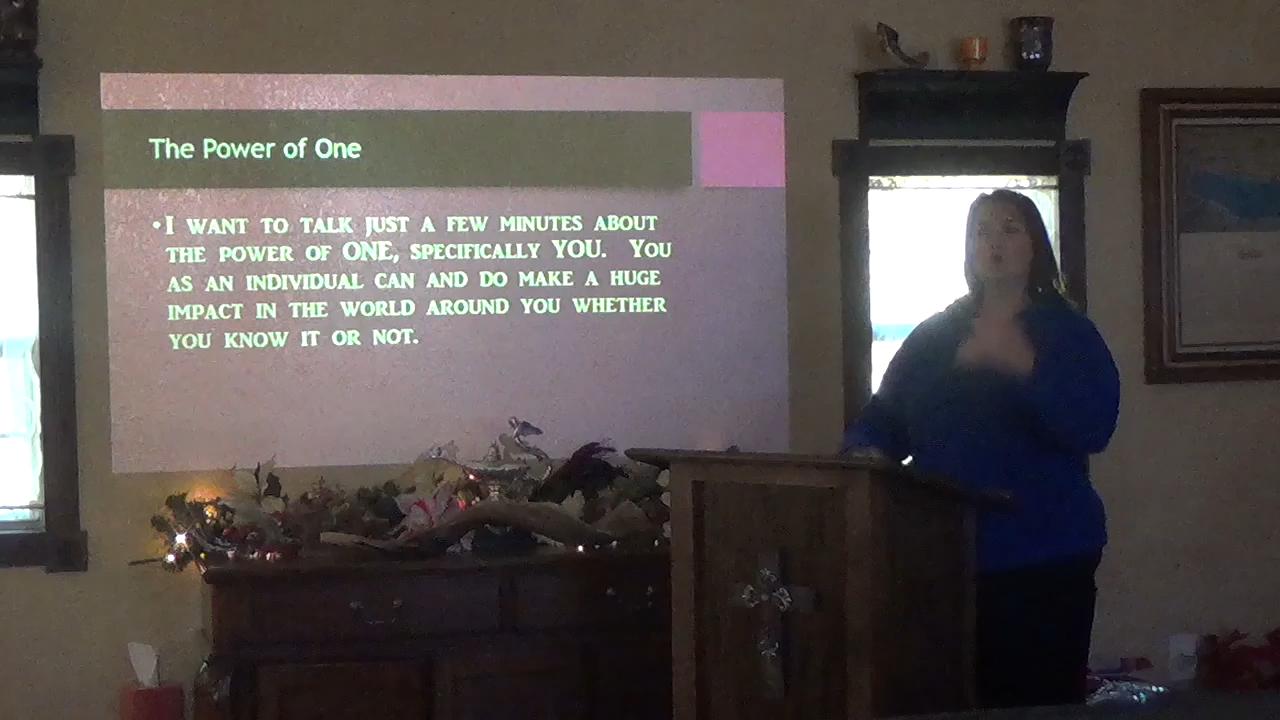 The Power of One
•I WANT TO TALK JUST A FEW MINUTES ABOUT
THE POWER OF ONE, SPECIFICALLY YOU. YOU
AS AN INDIVIDUAL CAN AND DO MAKE A HUGE
IMPACT IN THE WORLD AROUND YOU WHETHER
YOU KNOW IT OR NOT.